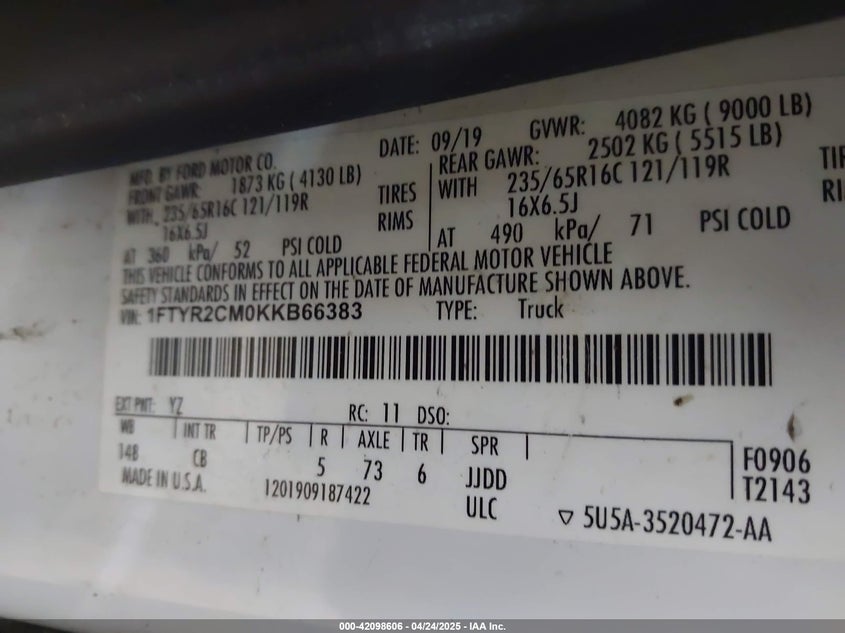 MFD. BY FORD MOTOR CO.
DATE: 09/19 GVWR: 4082 KG ( 9000 LB)
FRONT GAWR: 1873 KG ( 4130 LB)
REAR GAWR: 2502 KG ( 5515 LB)
WITH 235/65R16C 121/119R TIRES
WITH 235/65R16C 121/119R TIR
16X6.5J RIMS
16X6.5J RIMS
AT 360 kPa/ 52 PSI COLD
AT 490 kPa/ 71 PSI COLD
THIS VEHICLE CONFORMS TO ALL APPLICABLE FEDERAL MOTOR VEHICLE
SAFETY STANDARDS IN EFFECT ON THE DATE OF MANUFACTURE SHOWN ABOVE.
VIN: 1FTYR2CM0KKB66383 TYPE: Truck
EXT PNT: YZ RC: 11 DSO:
WB INT TR TP/PS R AXLE TR SPR
148 CB 5 73 6 JJDD
F0906
T2143
MADE IN U.S.A. 1201909187422 ULC
5U5A-3520472-AA
000-42098606 - 04/24/2025 - IAA Inc.